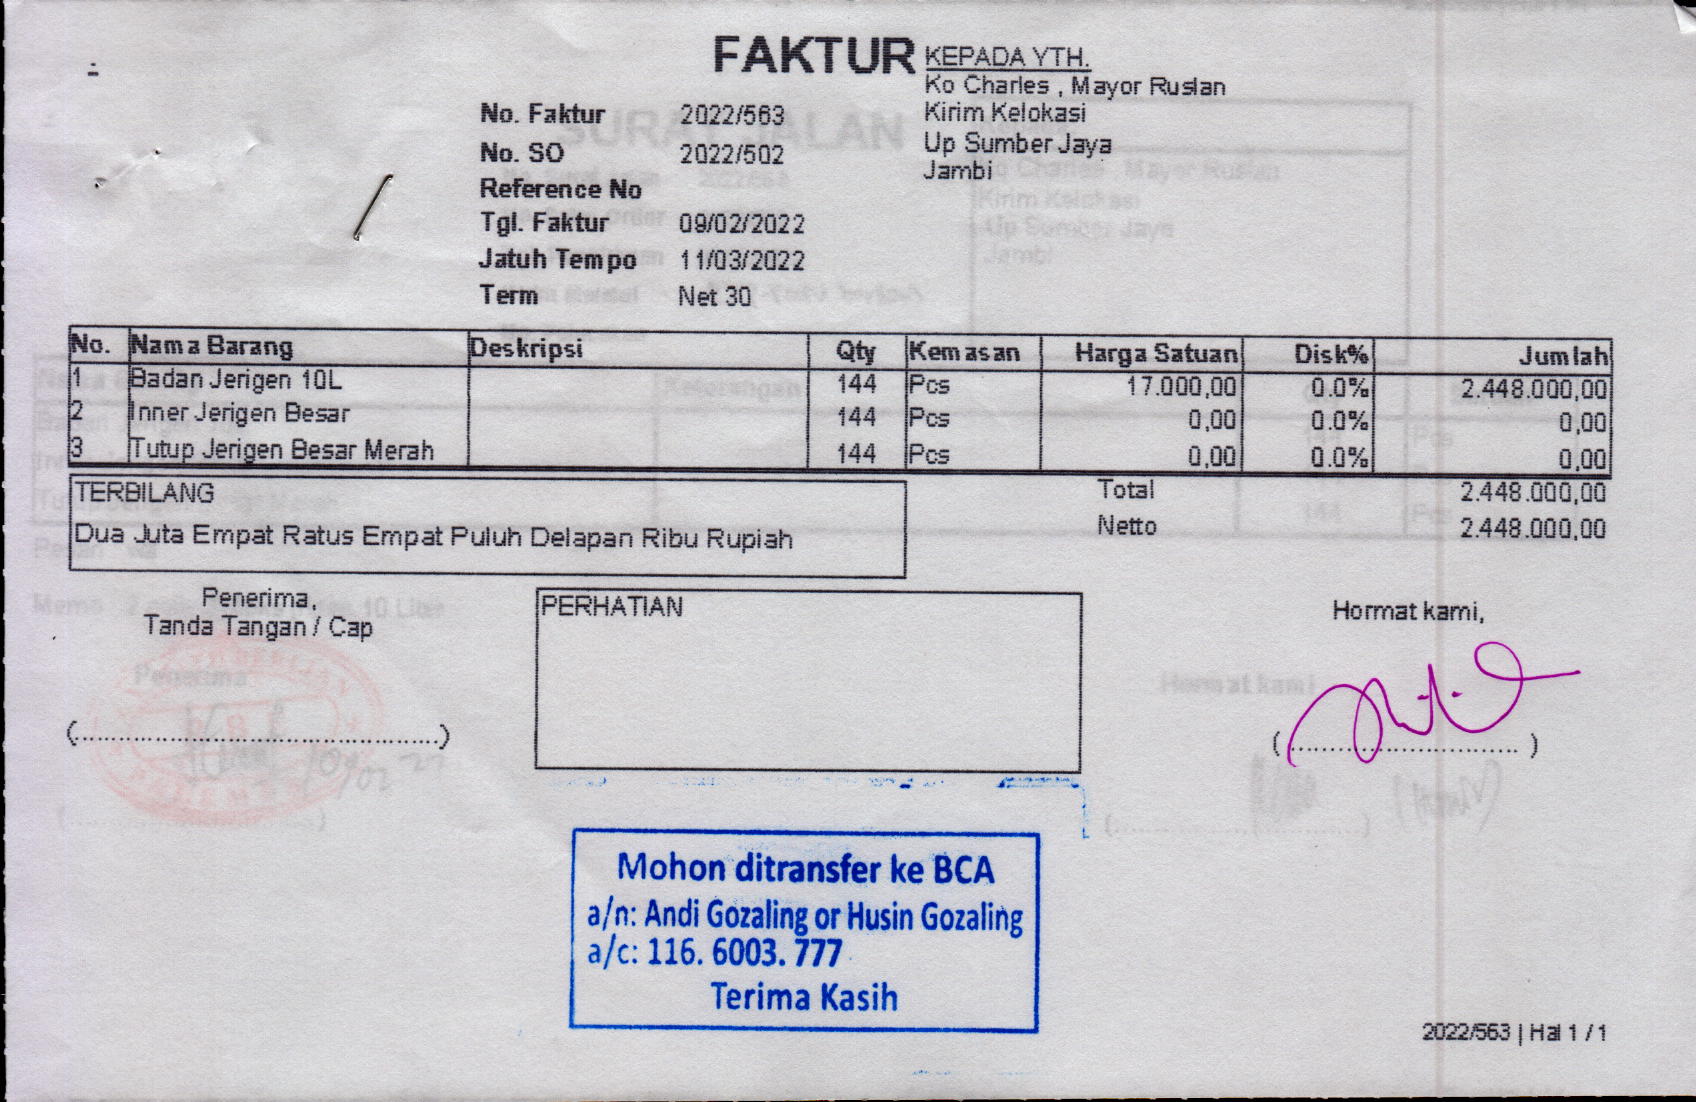 FAKTUR
KEPADA YTH.
Ko Charles , Mayor Ruslan
Kirim Kelokasi
Up Sumber Jaya
Jambi
No. Faktur 2022/563
No. SO 2022/502
Reference No
Tgl. Faktur 09/02/2022
Jatuh Tempo 11/03/2022
Term Net 30
No. Nama Barang Deskripsi Qty Kemasan Harga Satuan Disk% Jumlah
1 Badan Jerigen 10L 144 Pcs 17.000,00 0.0% 2.448.000,00
2 Inner Jerigen Besar 144 Pcs 0,00 0.0% 0,00
3 Tutup Jerigen Besar Merah 144 Pcs 0,00 0.0% 0,00
TERBILANG
Dua Juta Empat Ratus Empat Puluh Delapan Ribu Rupiah
Total 2.448.000,00
Netto 2.448.000,00
Penerima,
Tanda Tangan / Cap
(..........................................)
PERHATIAN
Hormat kami,
(............................ )
Mohon ditransfer ke BCA
a/n: Andi Gozaling or Husin Gozaling
a/c: 116. 6003. 777
Terima Kasih
2022/563 | Hal 1 / 1